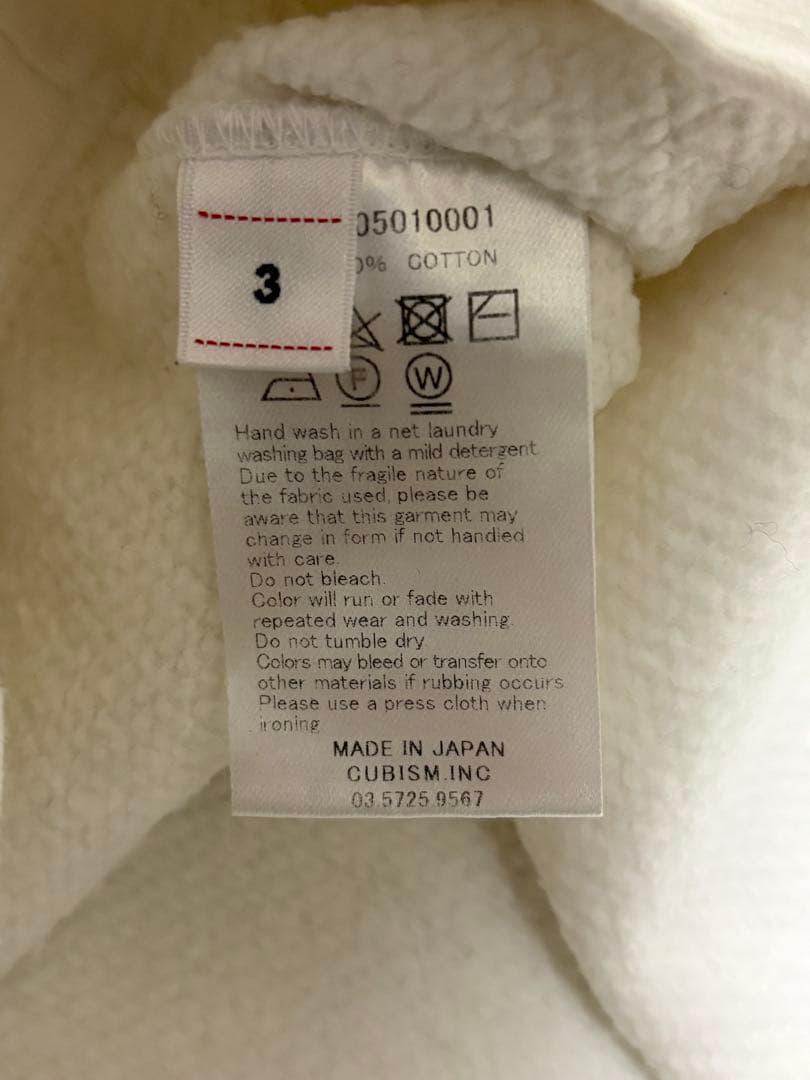 3
05010001
0% COTTON
F W
Hand wash in a net laundry
washing bag with a mild detergent
Due to the fragile nature of
the fabric used, please be
aware that this garment may
change in form if not handled
with care.
Do not bleach.
Color will run or fade with
repeated wear and washing.
Do not tumble dry
Colors may bleed or transfer onto
other materials if rubbing occurs
Please use a press cloth when
ironing
MADE IN JAPAN
CUBISM.INC
03.5725.9567